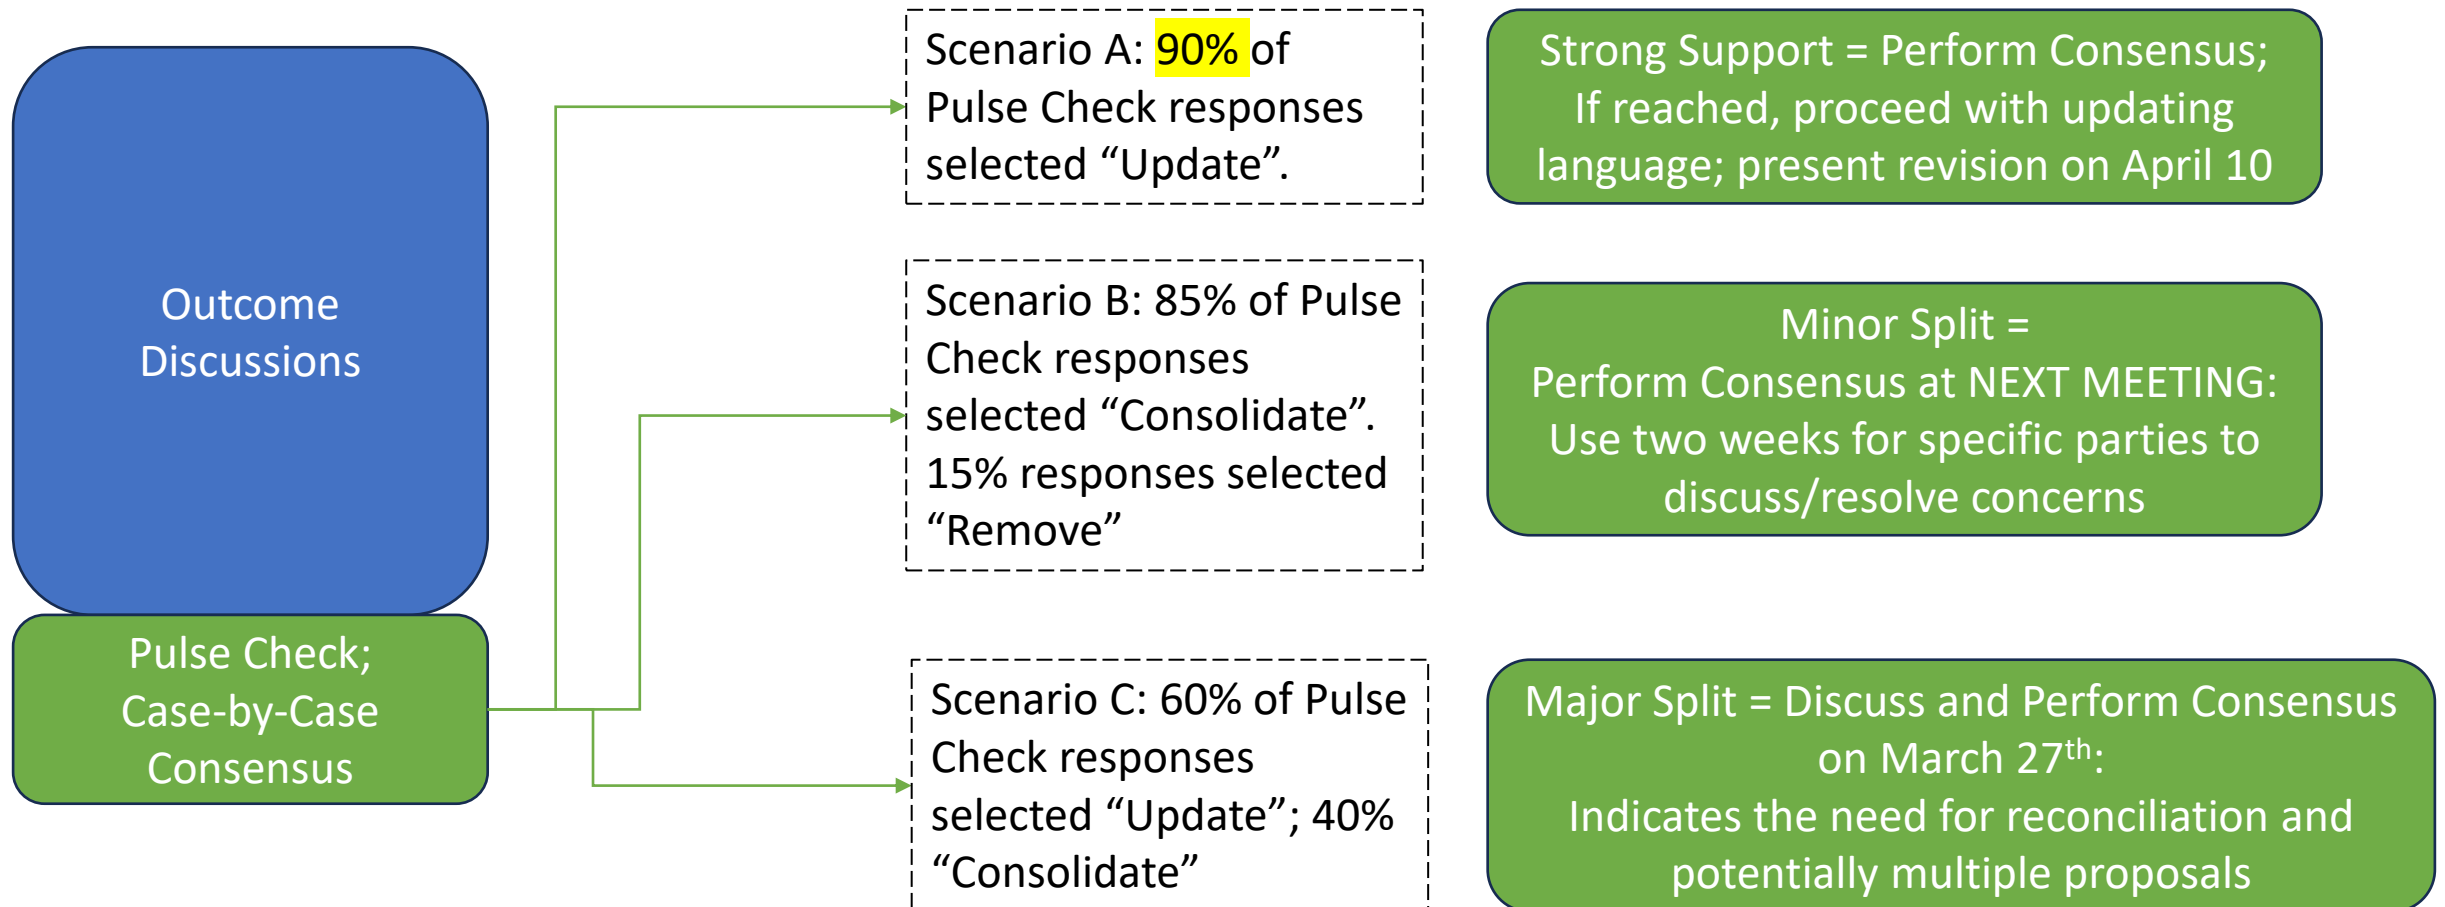 Outcome
Discussions
Pulse Check;
Case-by-Case
Consensus
Scenario A: 90% of
Pulse Check responses
selected “Update”.
Strong Support = Perform Consensus;
If reached, proceed with updating
language; present revision on April 10
Scenario B: 85% of Pulse
Check responses
selected “Consolidate”.
15% responses selected
“Remove”
Minor Split =
Perform Consensus at NEXT MEETING:
Use two weeks for specific parties to
discuss/resolve concerns
Scenario C: 60% of Pulse
Check responses
selected “Update”; 40%
“Consolidate”
Major Split = Discuss and Perform Consensus
on March 27th:
Indicates the need for reconciliation and
potentially multiple proposals